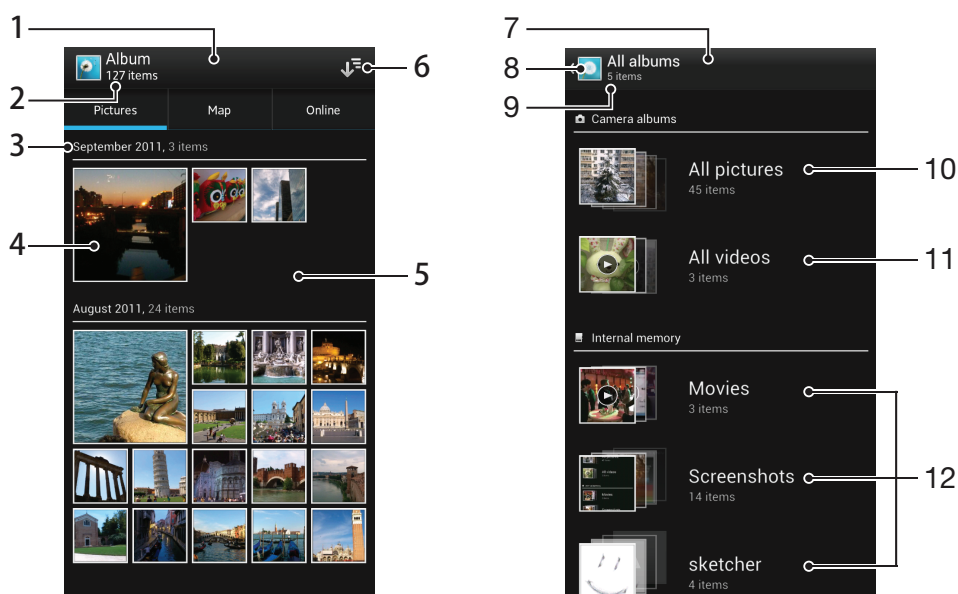 1
Album
127 items
2
6
Pictures
Map
Online
3
September 2011, 3 items
4
5
August 2011, 24 items
7
8
All albums
5 items
9
Camera albums
All pictures
45 items
10
All videos
3 items
11
Internal memory
Movies
3 items
Screenshots
14 items
12
sketcher
4 items